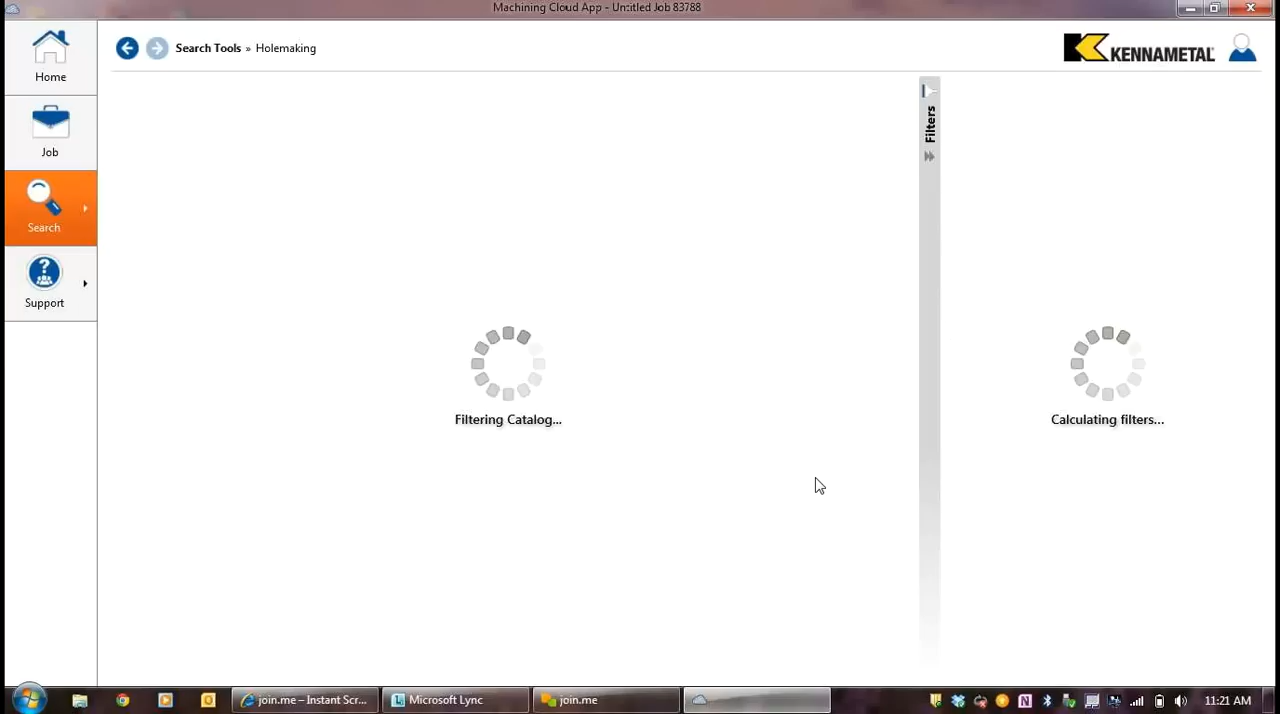 Machining Cloud App - Untitled Job 83788
Home
Job
Search
Support
Search Tools » Holemaking
KENNAMETAL
Filters
Filtering Catalog...
Calculating filters...
join.me – Instant Scr...
Microsoft Lync
join.me
11:21 AM